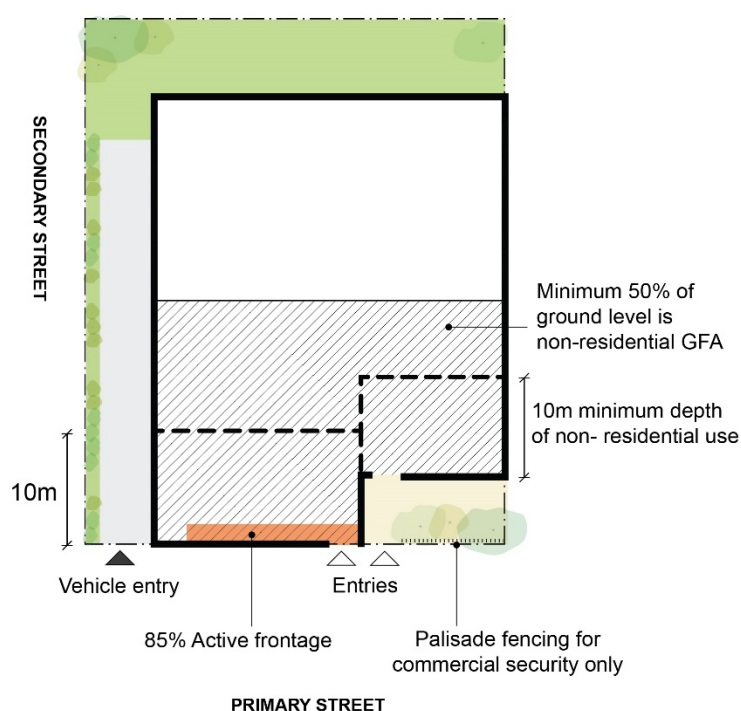 SECONDARY STREET
Minimum 50% of
ground level is
non-residential GFA
10m minimum depth
of non- residential use
10m
Vehicle entry
Entries
85% Active frontage
Palisade fencing for
commercial security only
PRIMARY STREET